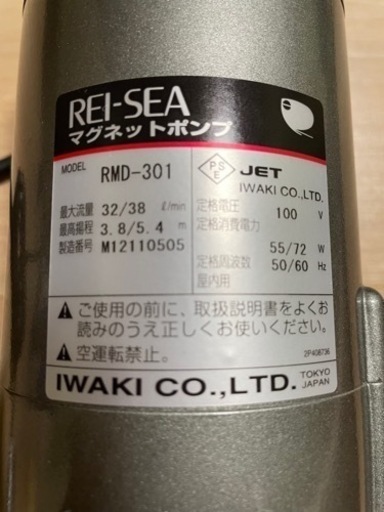 REI-SEA
マグネットポンプ
MODEL RMD-301
最大流量 32/38 ℓ/min
最高揚程 3.8/5.4 m
製造番号 M12110505
PSE JET
IWAKI CO.,LTD.
定格電圧 100 V
定格消費電力
55/72 W
定格周波数 50/60 Hz
屋内用
ご使用の前に、取扱説明書をよくお
読みのうえ正しくお使いください。
空運転禁止。
2P408736
IWAKI CO.,LTD. TOKYO
JAPAN